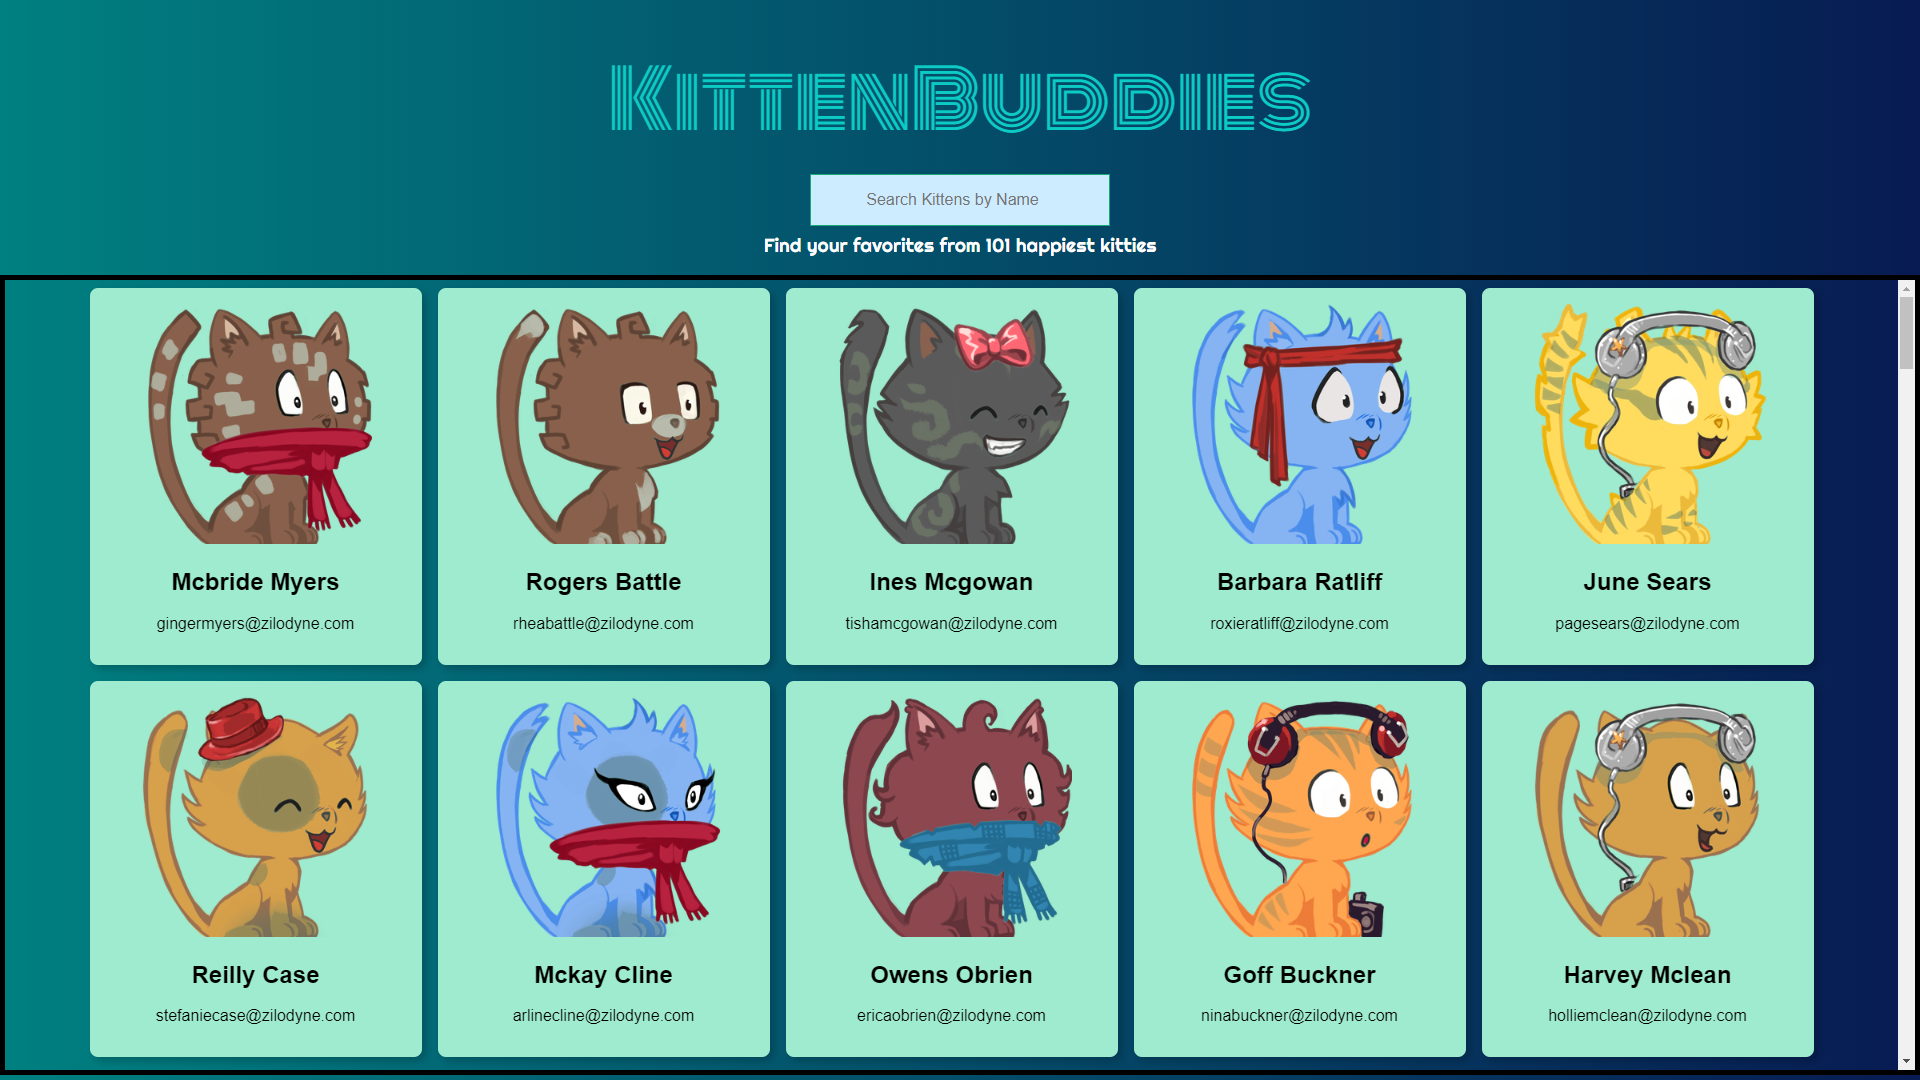 KittenBuddies
Search Kittens by Name
Find your favorites from 101 happiest kitties
Mcbride Myers
gingermyers@zilodyne.com
Rogers Battle
rheabattle@zilodyne.com
Ines Mcgowan
tishamcgowan@zilodyne.com
Barbara Ratliff
roxieratliff@zilodyne.com
June Sears
pagesears@zilodyne.com
Reilly Case
stefaniecase@zilodyne.com
Mckay Cline
arlinecline@zilodyne.com
Owens Obrien
ericaobrien@zilodyne.com
Goff Buckner
ninabuckner@zilodyne.com
Harvey Mclean
holliemclean@zilodyne.com